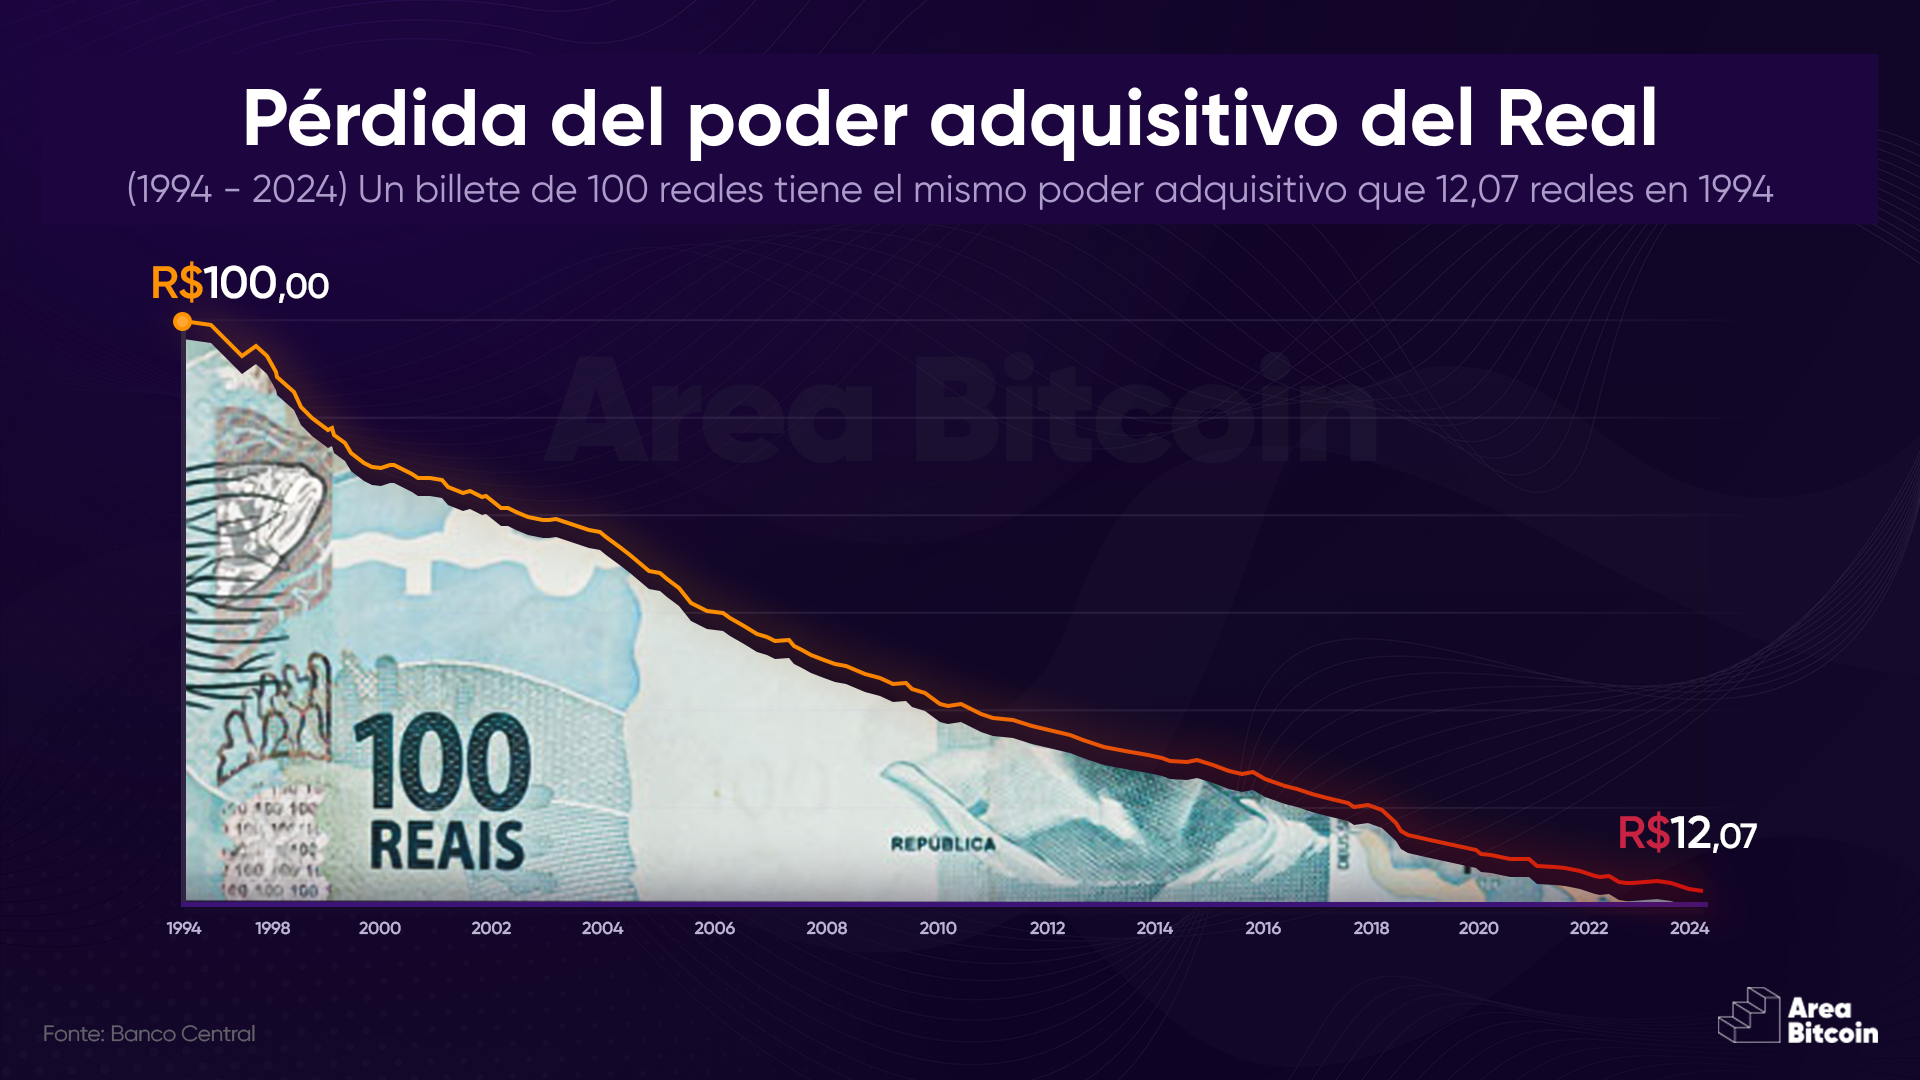 Pérdida del poder adquisitivo del Real
(1994 - 2024) Un billete de 100 reales tiene el mismo poder adquisitivo que 12,07 reales en 1994
R$100,00
Area Bitcoin
100
REAIS
REPÚBLICA
R$12,07
1994 1998 2000 2002 2004 2006 2008 2010 2012 2014 2016 2018 2020 2022 2024
Fonte: Banco Central
Area
Bitcoin